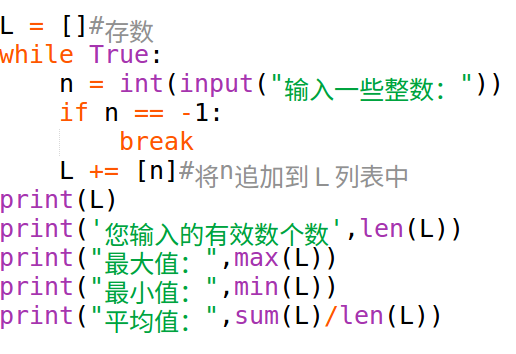 L = []#存数
while True:
    n = int(input("输入一些整数："))
    if n == -1:
        break
    L += [n]#将n追加到Ｌ列表中
print(L)
print('您输入的有效数个数',len(L))
print("最大值：",max(L))
print("最小值：",min(L))
print("平均值：",sum(L)/len(L))